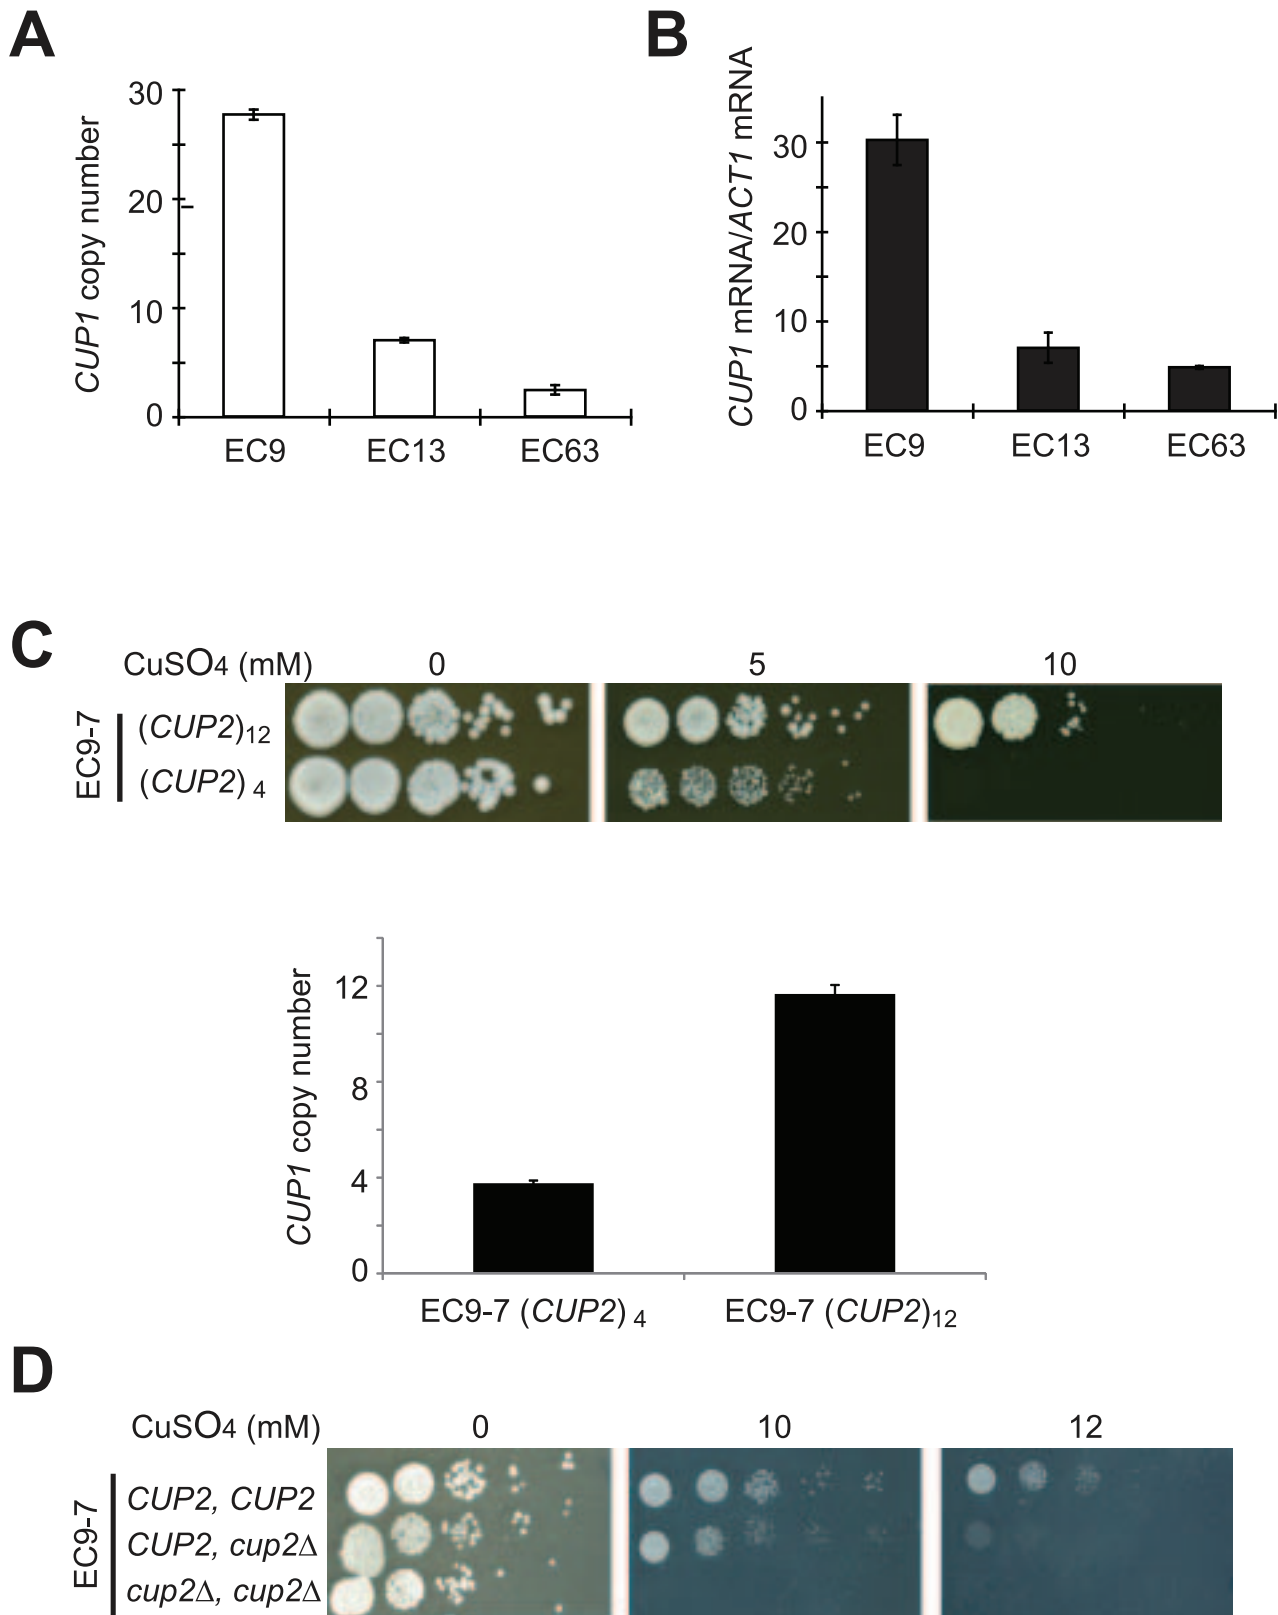 A
CUP1 copy number
30
20
10
0
EC9 EC13 EC63
B
CUP1 mRNA/ACT1 mRNA
30
20
10
0
EC9 EC13 EC63
C
CuSO4 (mM) 0 5 10
EC9-7
(CUP2)12
(CUP2) 4
CUP1 copy number
12
8
4
0
EC9-7 (CUP2) 4 EC9-7 (CUP2)12
D
CuSO4 (mM) 0 10 12
EC9-7
CUP2, CUP2
CUP2, cup2Δ
cup2Δ, cup2Δ